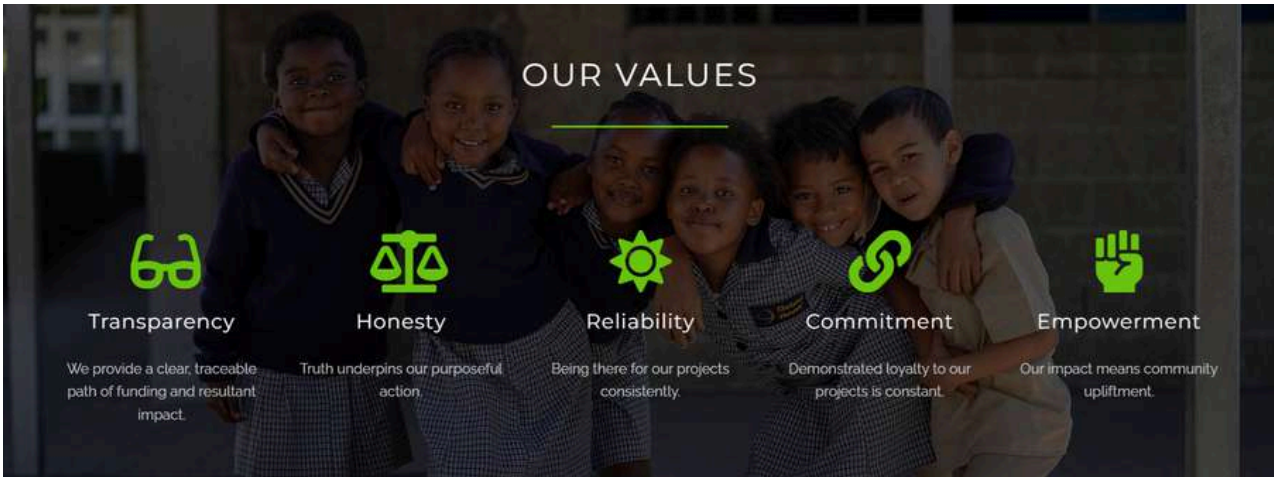 OUR VALUES
Transparency
We provide a clear, traceable
path of funding and resultant
impact.
Honesty
Truth underpins our purposeful
action.
Reliability
Being there for our projects
consistently.
Commitment
Demonstrated loyalty to our
projects is constant.
Empowerment
Our impact means community
upliftment.